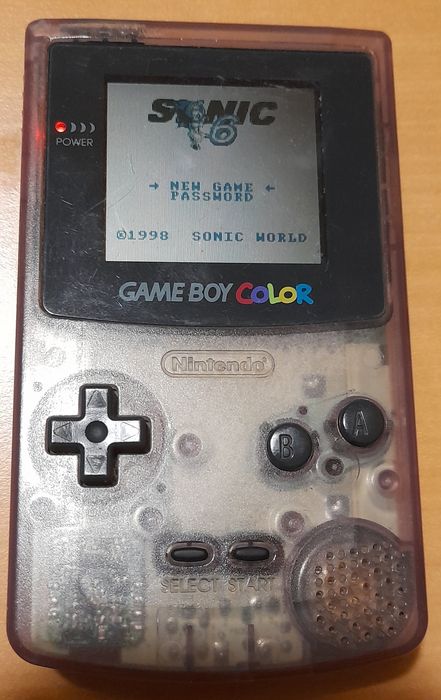 SONIC
6
POWER
→ NEW GAME ←
PASSWORD
©1998 SONIC WORLD
GAME BOY COLOR
Nintendo
B
A
SELECT START